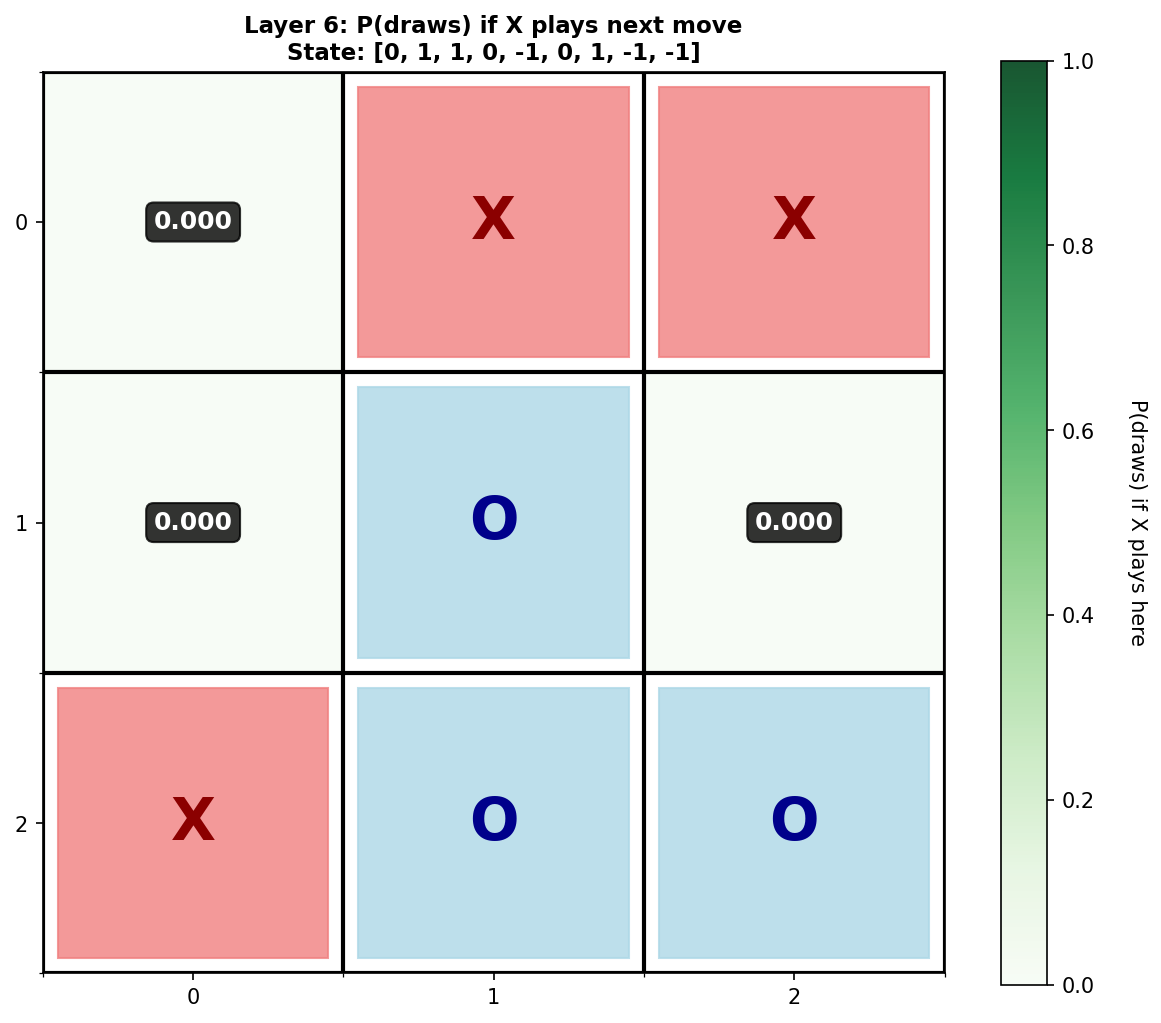 Layer 6: P(draws) if X plays next move
State: [0, 1, 1, 0, -1, 0, 1, -1, -1]
0.000
X
X
0.000
O
0.000
X
O
O
0
1
2
0
1
2
1.0
0.8
0.6
0.4
0.2
0.0
P(draws) if X plays here